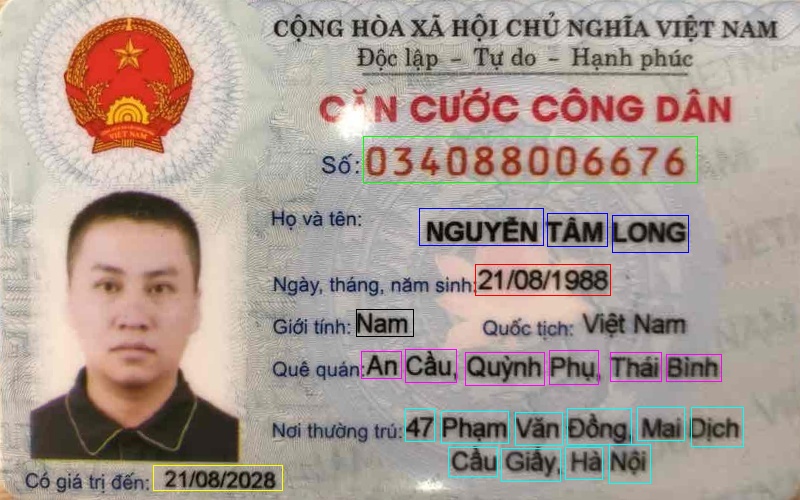 CỘNG HÒA XÃ HỘI CHỦ NGHĨA VIỆT NAM
Độc lập - Tự do - Hạnh phúc
CĂN CƯỚC CÔNG DÂN
Số: 034088006676
Họ và tên: NGUYỄN TÂM LONG
Ngày, tháng, năm sinh: 21/08/1988
Giới tính: Nam Quốc tịch: Việt Nam
Quê quán: An Cầu, Quỳnh Phụ, Thái Bình
Nơi thường trú: 47 Phạm Văn Đồng, Mai Dịch
Cầu Giấy, Hà Nội
Có giá trị đến: 21/08/2028
VIỆT NAM